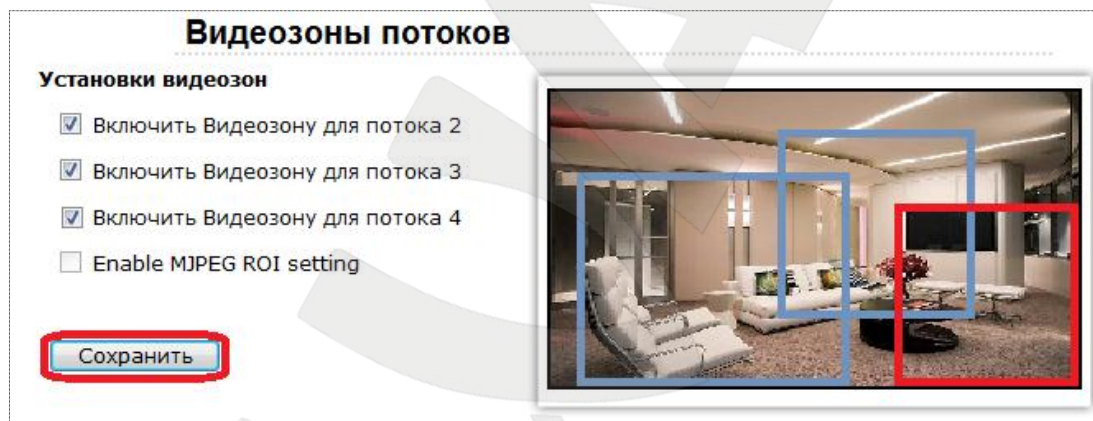 Видеозоны потоков
Установки видеозон
Включить Видеозону для потока 2
Включить Видеозону для потока 3
Включить Видеозону для потока 4
Enable MJPEG ROI setting
Сохранить